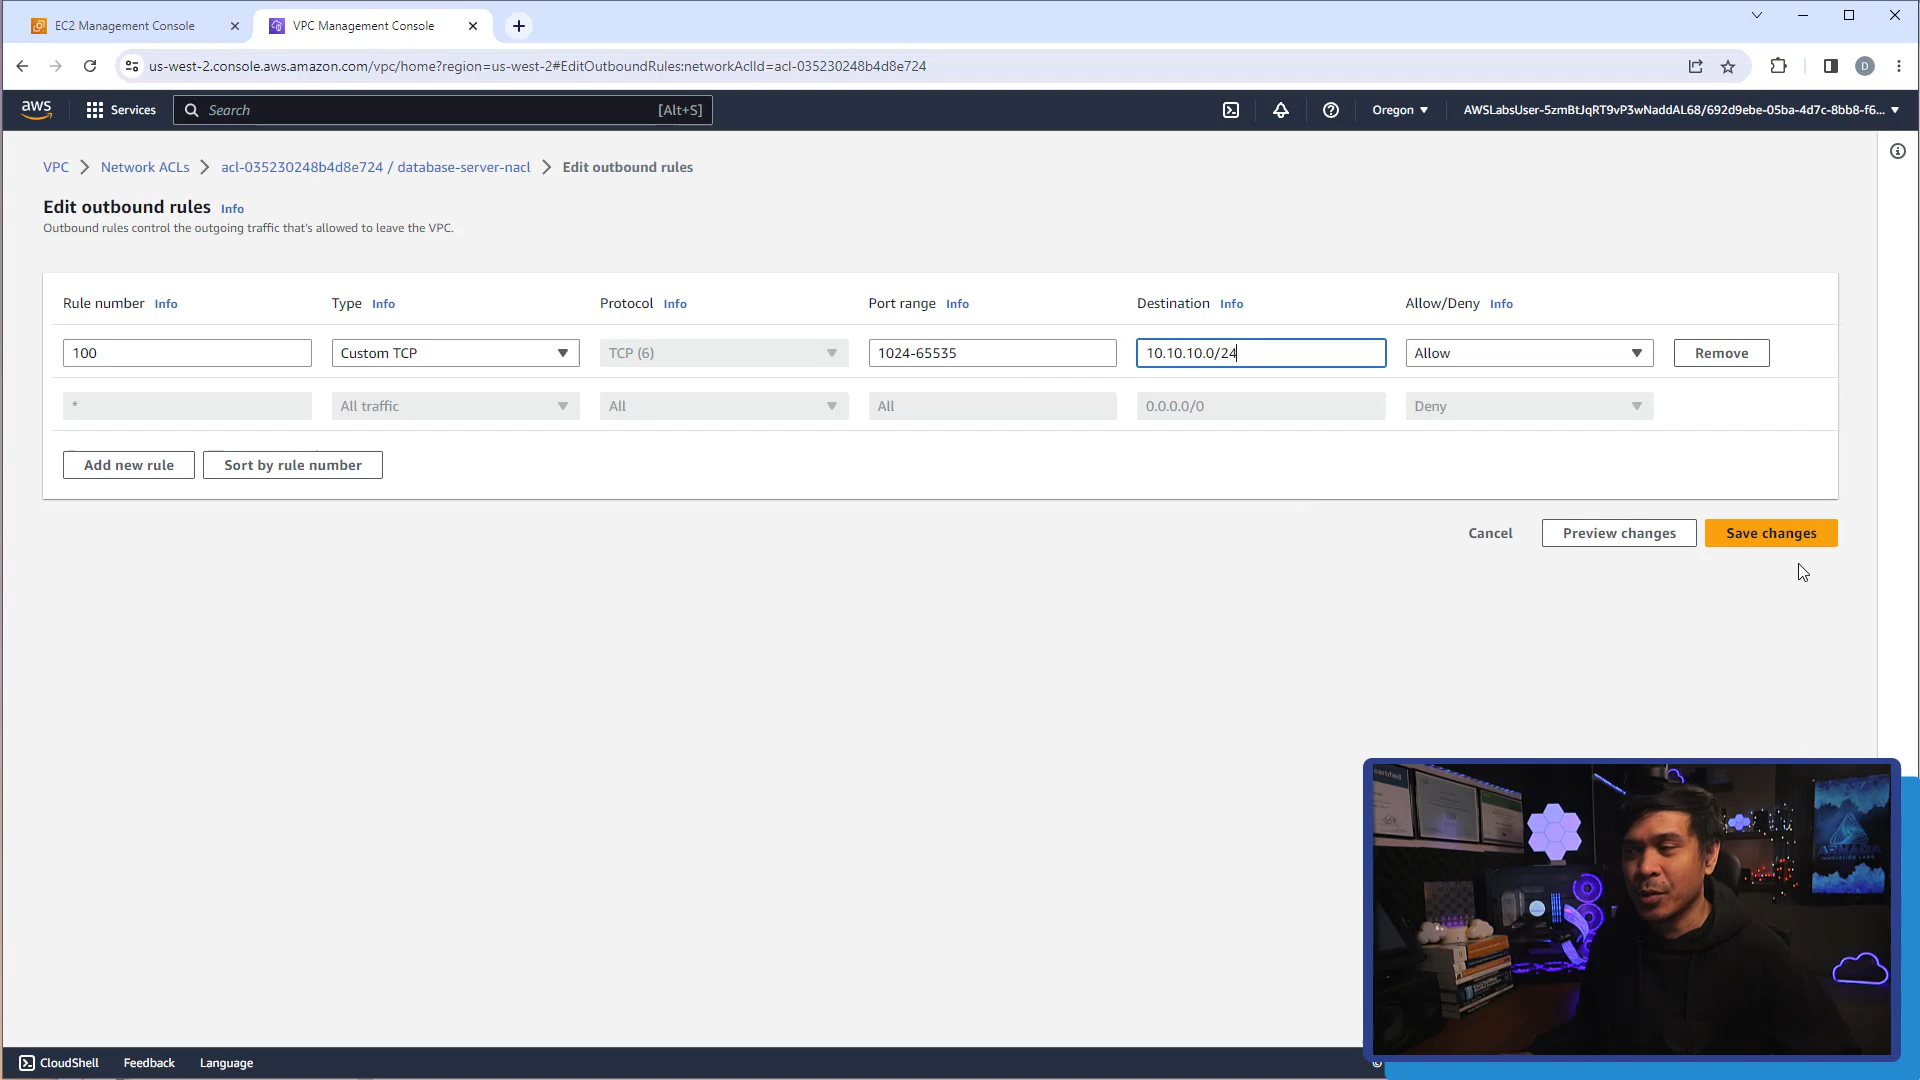 EC2 Management Console
VPC Management Console
us-west-2.console.aws.amazon.com/vpc/home?region=us-west-2#EditOutboundRules:networkAclId=acl-035230248b4d8e724
D
aws
Services
Search
[Alt+S]
Oregon
AWSLabsUser-5zmBtJqRT9vP3wNaddAL68/692d9ebe-05ba-4d7c-8bb8-f6...
VPC
Network ACLs
acl-035230248b4d8e724 / database-server-nacl
Edit outbound rules
Edit outbound rules Info
Outbound rules control the outgoing traffic that's allowed to leave the VPC.
Rule number Info
Type Info
Protocol Info
Port range Info
Destination Info
Allow/Deny Info
100
Custom TCP
TCP (6)
1024-65535
10.10.10.0/24
Allow
Remove
*
All traffic
All
All
0.0.0.0/0
Deny
Add new rule
Sort by rule number
Cancel
Preview changes
Save changes
INNOVATION LABS
CloudShell
Feedback
Language
©